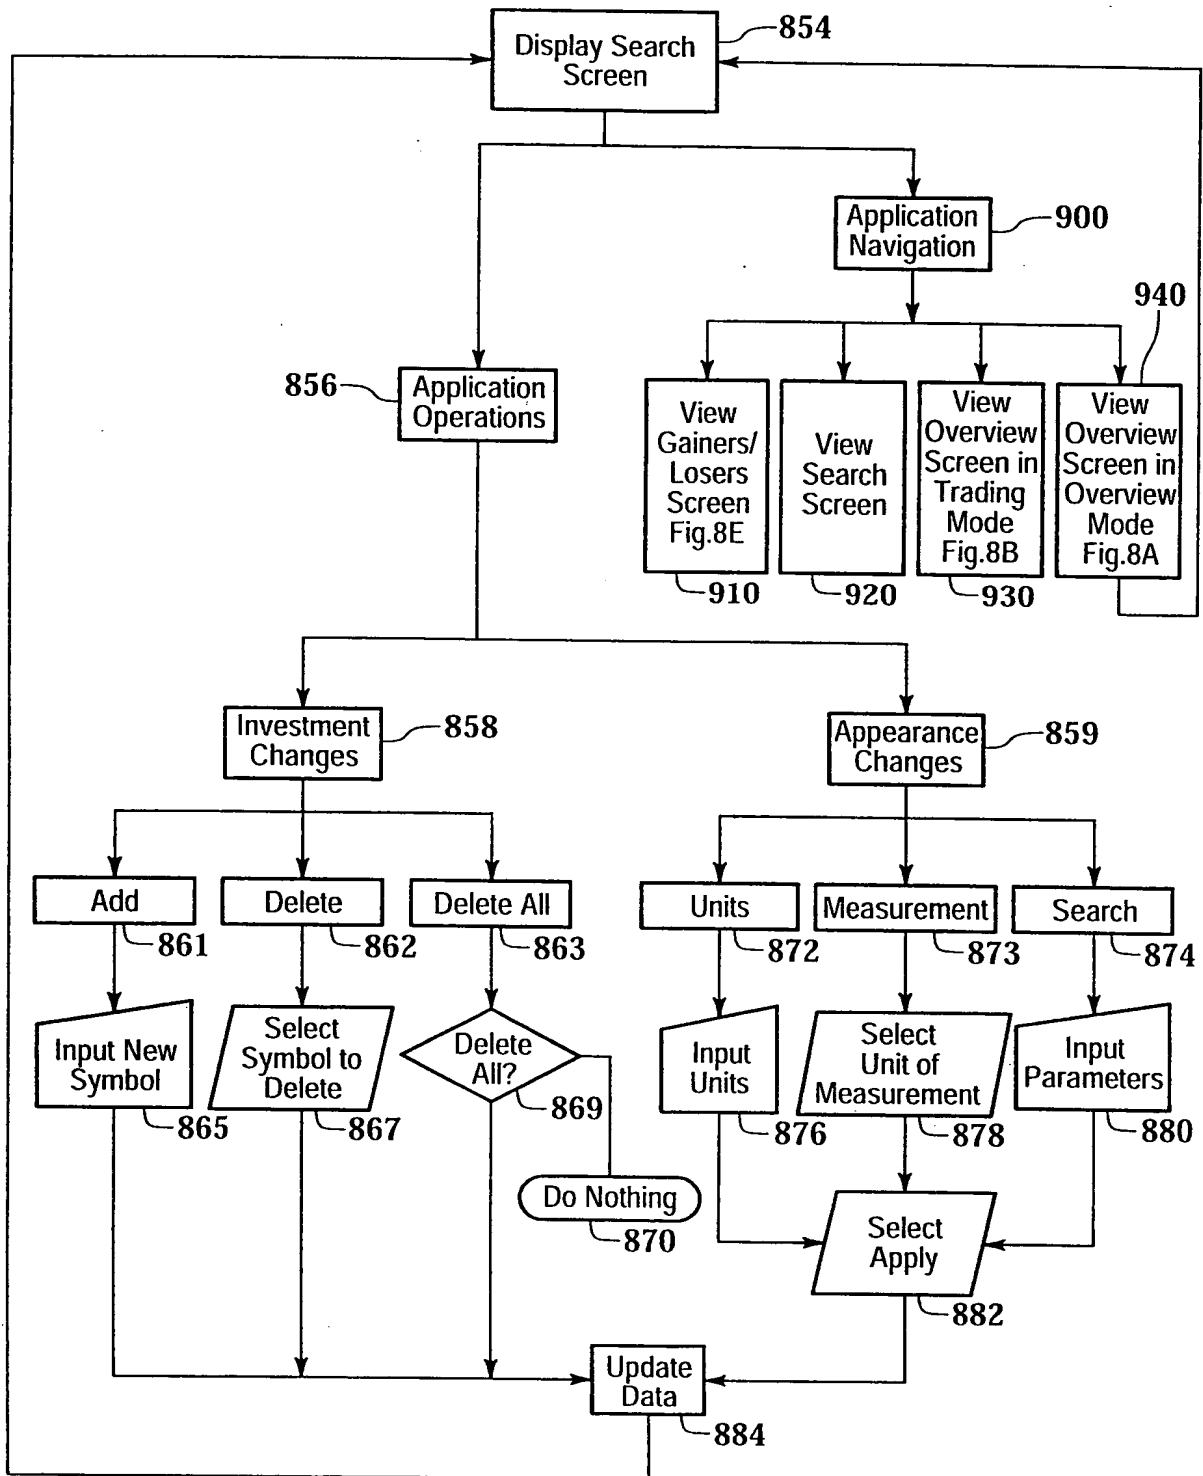 854
Display Search
Screen
Application
Navigation
900
940
856
Application
Operations
View
Gainers/
Losers
Screen
Fig.8E
View
Search
Screen
View
Overview
Screen in
Trading
Mode
Fig.8B
View
Overview
Screen in
Overview
Mode
Fig.8A
910
920
930
Investment
Changes
858
Appearance
Changes
859
Add
Delete
Delete All
Units
Measurement
Search
861
862
863
872
873
874
Input New
Symbol
Select
Symbol to
Delete
Delete
All?
Input
Units
Select
Unit of
Measurement
Input
Parameters
865
867
869
876
878
880
Do Nothing
870
Select
Apply
882
Update
Data
884